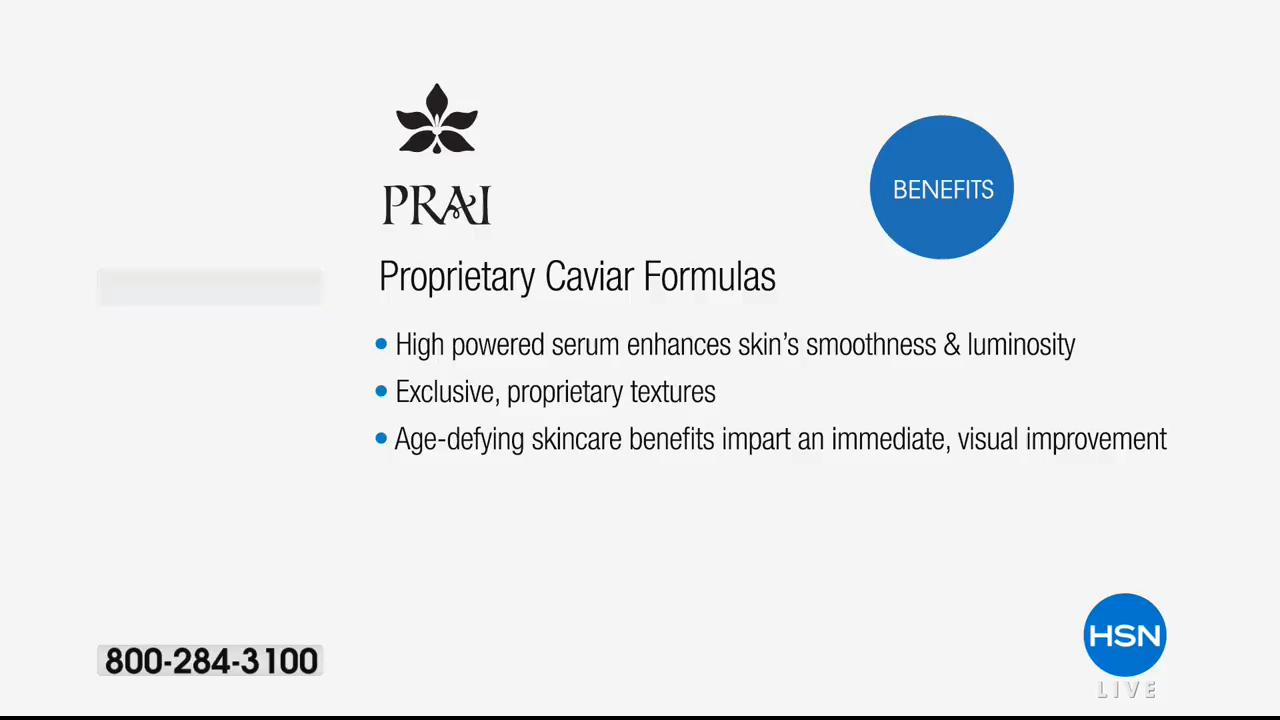 PRAI
BENEFITS
Proprietary Caviar Formulas
• High powered serum enhances skin's smoothness & luminosity
• Exclusive, proprietary textures
• Age-defying skincare benefits impart an immediate, visual improvement
800-284-3100
HSN
LIVE